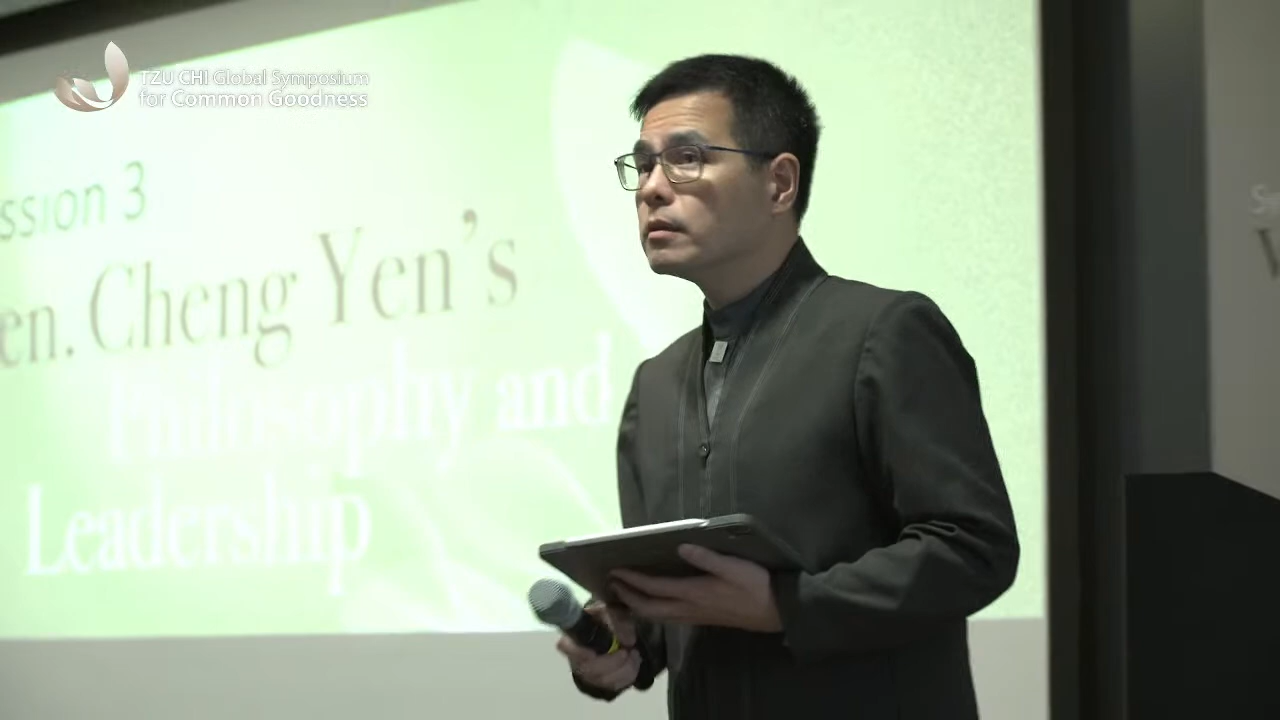 TZU CHI Global Symposium
for Common Goodness
ssion 3
en. Cheng Yen's
Philosophy and
Leadership